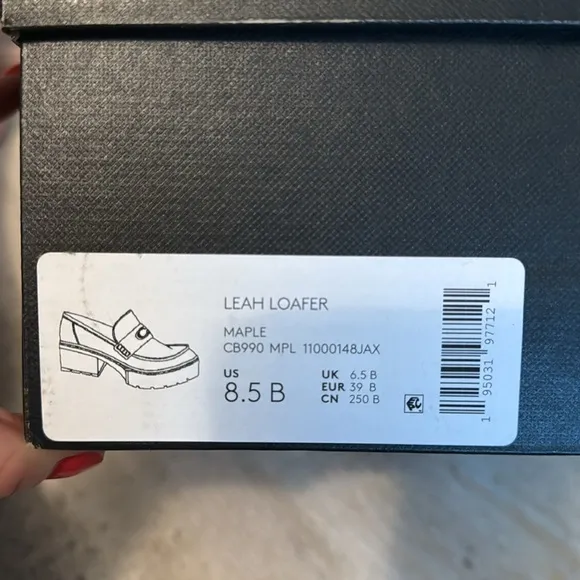 LEAH LOAFER
MAPLE
CB990 MPL 11000148JAX
US
8.5 B
UK 6.5 B
EUR 39 B
CN 250 B
1 95031 97712 1